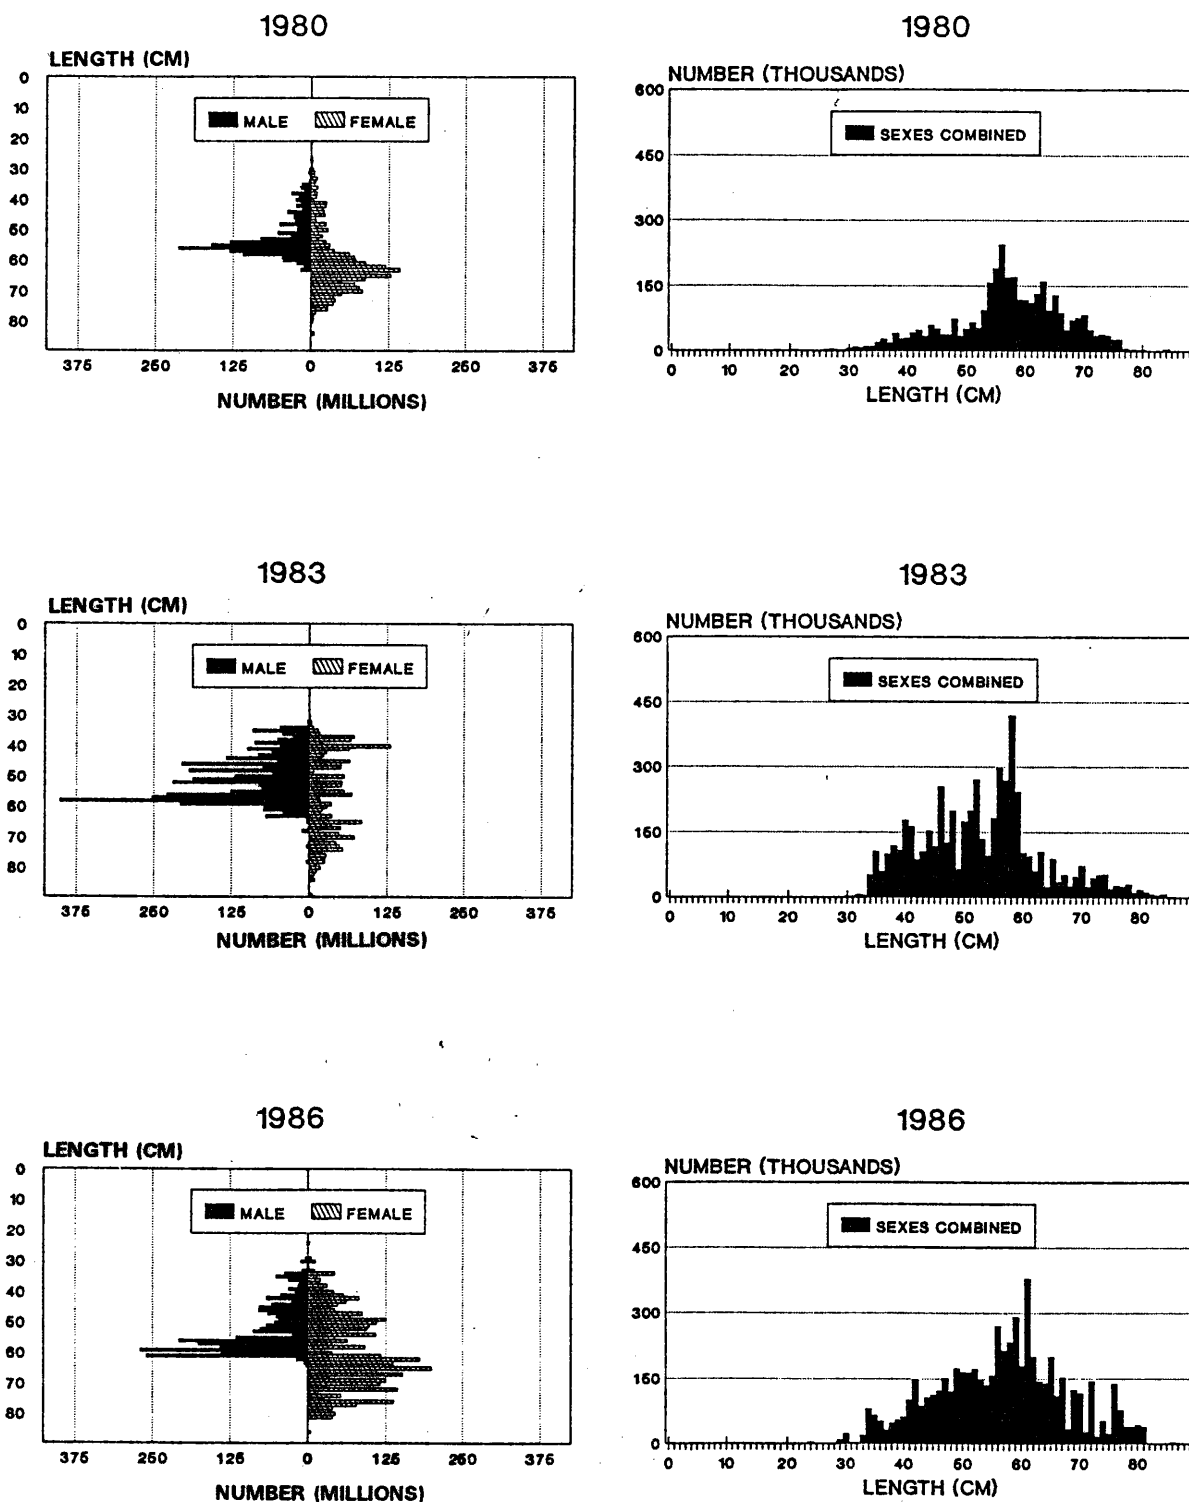 1980
LENGTH (CM)
0
10
20
30
40
50
60
70
80
MALE FEMALE
375 250 125 0 125 250 375
NUMBER (MILLIONS)
1980
NUMBER (THOUSANDS)
600
450
300
150
0
SEXES COMBINED
0 10 20 30 40 50 60 70 80
LENGTH (CM)
1983
LENGTH (CM)
0
10
20
30
40
50
60
70
80
MALE FEMALE
375 250 125 0 125 250 375
NUMBER (MILLIONS)
1983
NUMBER (THOUSANDS)
600
450
300
150
0
SEXES COMBINED
0 10 20 30 40 50 60 70 80
LENGTH (CM)
1986
LENGTH (CM)
0
10
20
30
40
50
60
70
80
MALE FEMALE
375 250 125 0 125 250 375
NUMBER (MILLIONS)
1986
NUMBER (THOUSANDS)
600
450
300
150
0
SEXES COMBINED
0 10 20 30 40 50 60 70 80
LENGTH (CM)